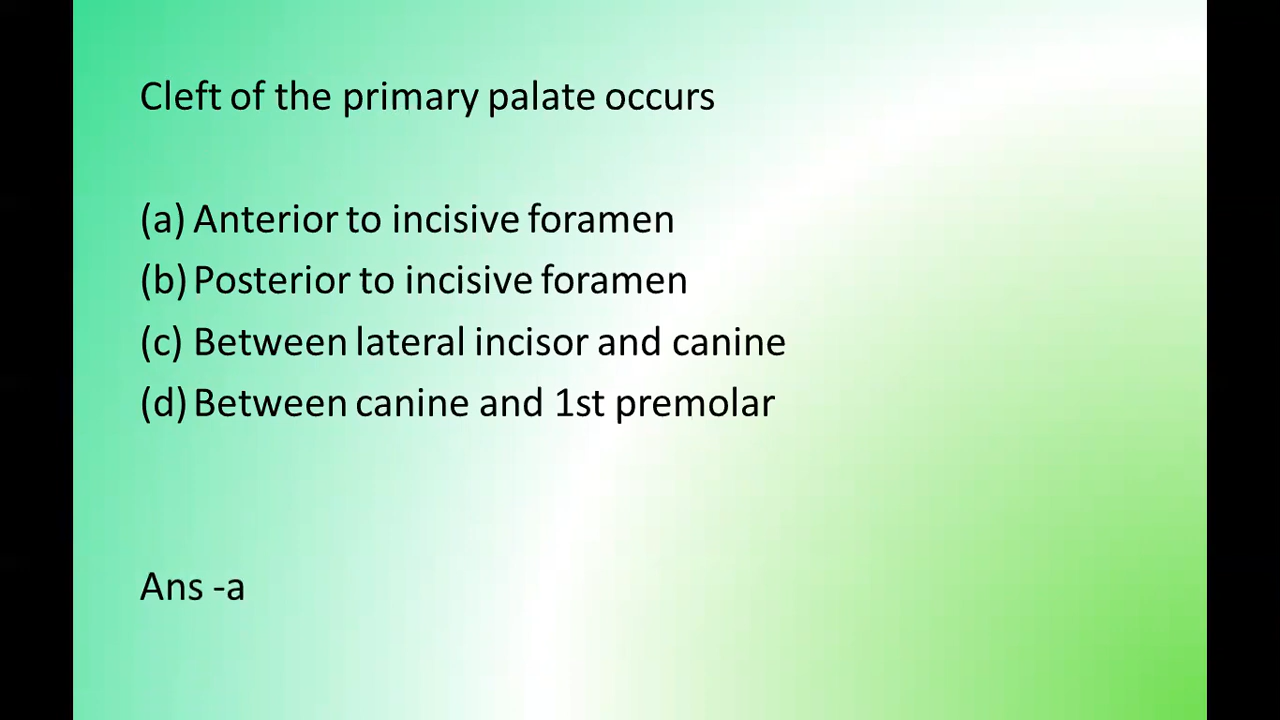 Cleft of the primary palate occurs
(a) Anterior to incisive foramen
(b) Posterior to incisive foramen
(c) Between lateral incisor and canine
(d) Between canine and 1st premolar
Ans -a